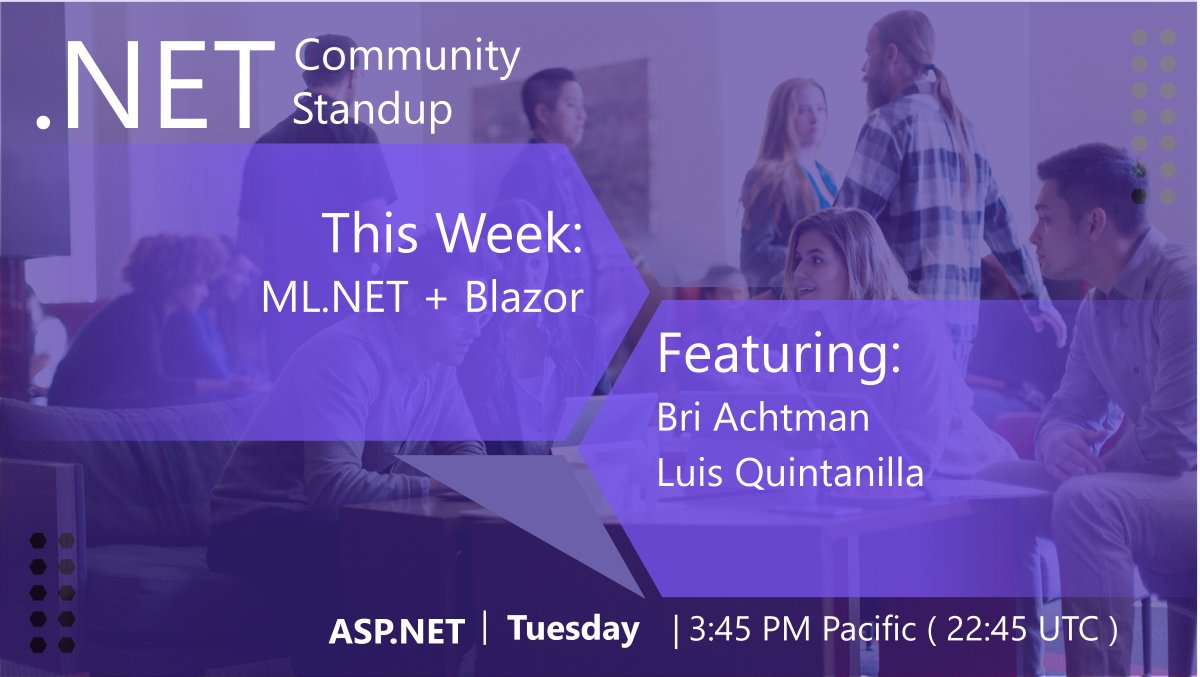 .NET Community
Standup
This Week:
ML.NET + Blazor
Featuring:
Bri Achtman
Luis Quintanilla
ASP.NET | Tuesday | 3:45 PM Pacific ( 22:45 UTC )